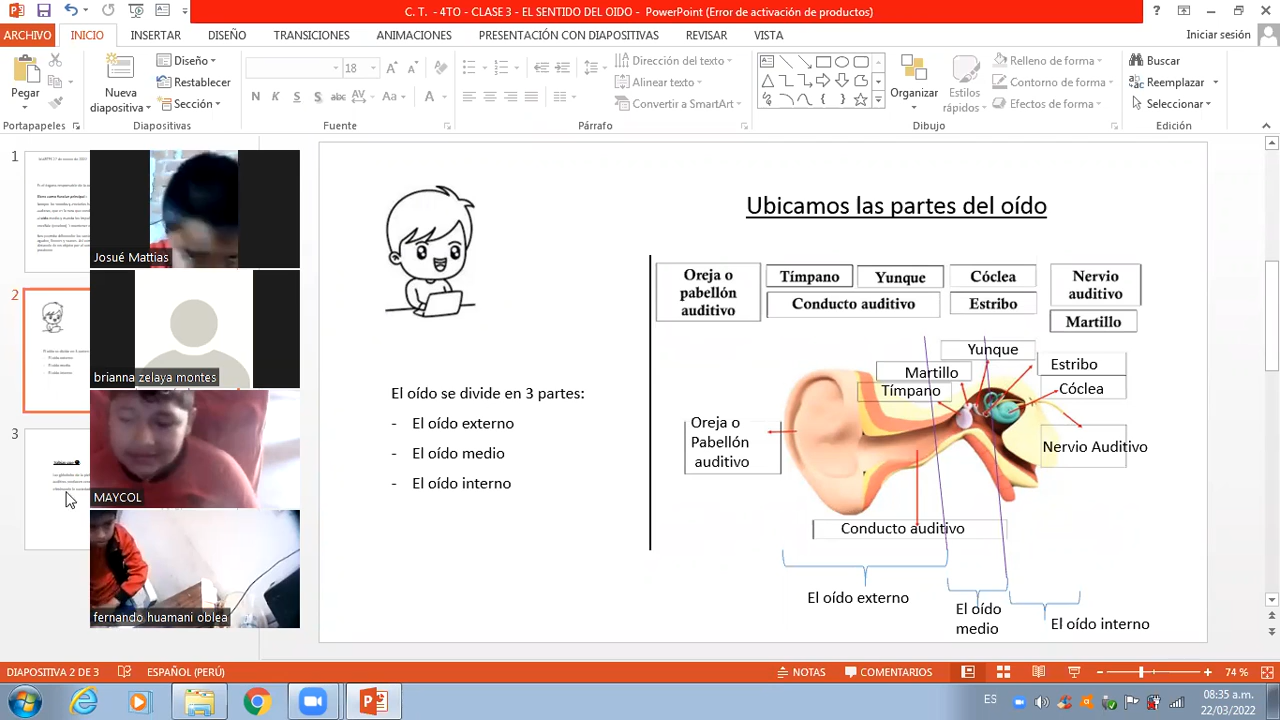 C. T. - 4TO - CLASE 3 - EL SENTIDO DEL OIDO - PowerPoint (Error de activación de productos)
ARCHIVO INICIO INSERTAR DISEÑO TRANSICIONES ANIMACIONES PRESENTACIÓN CON DIAPOSITIVAS REVISAR VISTA Iniciar sesión
Pegar
Portapapeles
Nueva diapositiva
Diseño
Restablecer
Sección
Diapositivas
18
N K S S abc AV Aa A
Fuente
Dirección del texto
Alinear texto
Convertir a SmartArt
Párrafo
Organizar
Estilos rápidos
Relleno de forma
Contorno de forma
Efectos de forma
Dibujo
Buscar
Reemplazar
Seleccionar
Edición
1
2
3
Josué Mattias
brianna zelaya montes
MAYCOL
fernando huamani oblea
Ubicamos las partes del oído
Oreja o
pabellón
auditivo
Tímpano
Yunque
Cóclea
Nervio
auditivo
Conducto auditivo
Estribo
Martillo
El oído se divide en 3 partes:
- El oído externo
- El oído medio
- El oído interno
Yunque
Martillo
Estribo
Tímpano
Cóclea
Oreja o
Pabellón
auditivo
Nervio Auditivo
Conducto auditivo
El oído externo
El oído
medio
El oído interno
DIAPOSITIVA 2 DE 3 ESPAÑOL (PERÚ) NOTAS COMENTARIOS 74 %
ES
08:35 a.m.
22/03/2022